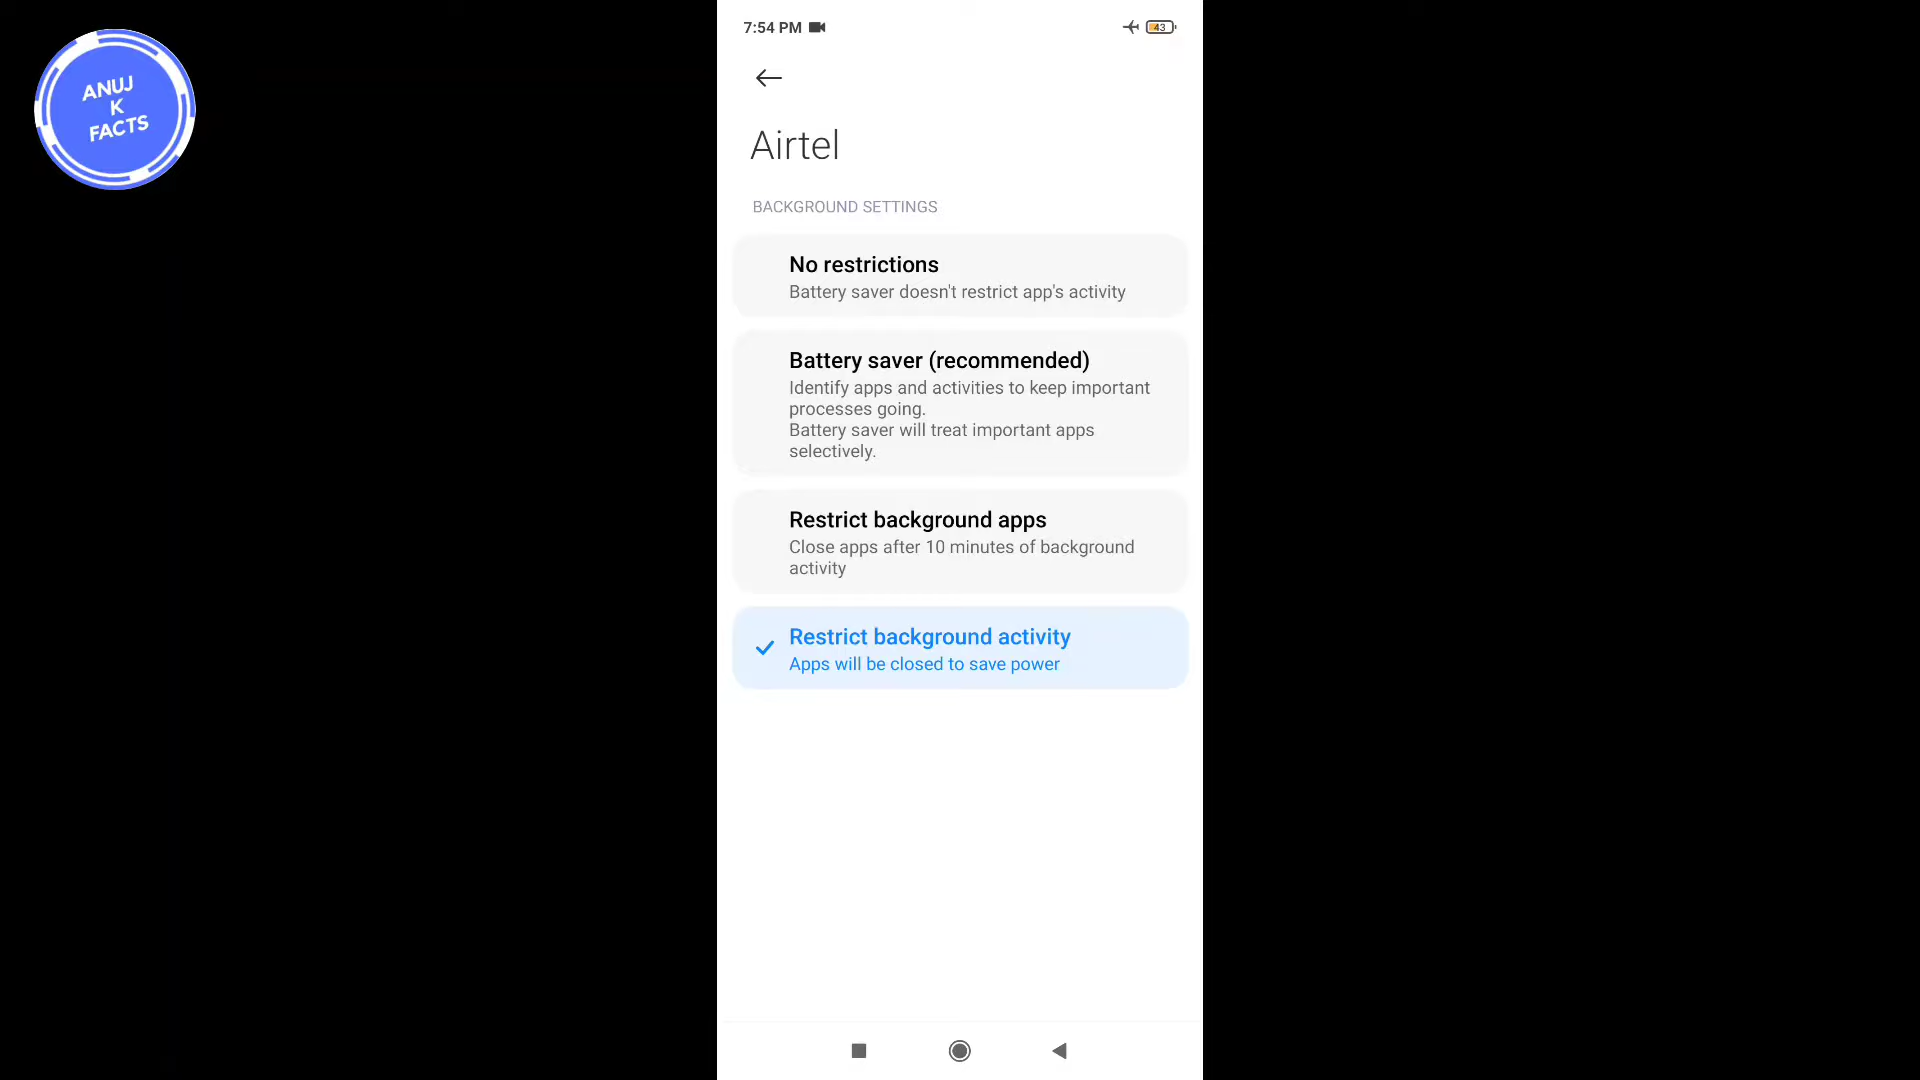 ANUJ
K
FACTS
7:54 PM
43
Airtel
BACKGROUND SETTINGS
No restrictions
Battery saver doesn't restrict app's activity
Battery saver (recommended)
Identify apps and activities to keep important
processes going.
Battery saver will treat important apps
selectively.
Restrict background apps
Close apps after 10 minutes of background
activity
Restrict background activity
Apps will be closed to save power